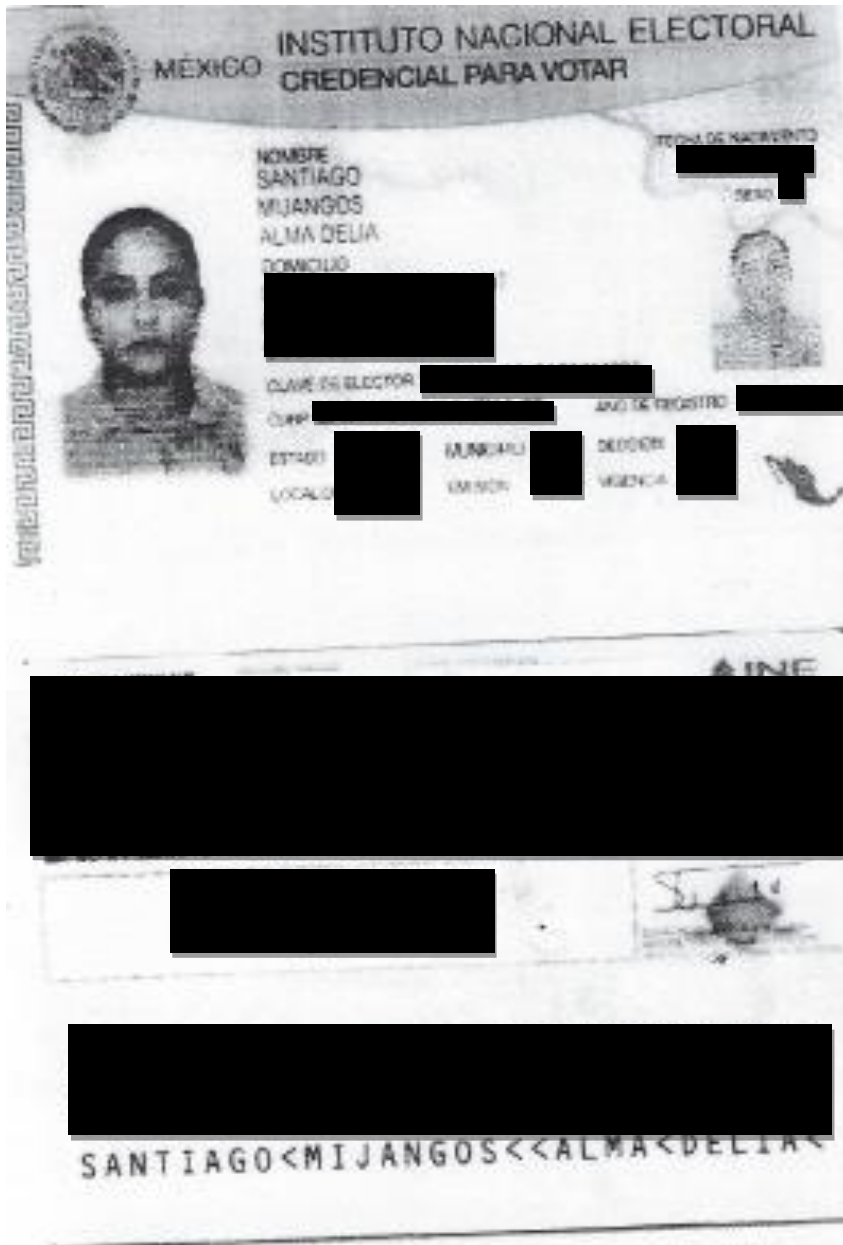 INSTITUTO NACIONAL ELECTORAL
MÉXICO CREDENCIAL PARA VOTAR
FECHA DE NACIMIENTO
NOMBRE
SANTIAGO
MIJANGOS
ALMA DELIA
SEXO
DOMICILIO
CLAVE DE ELECTOR
CURP
AÑO DE REGISTRO
ESTADO
MUNICIPIO
SECCIÓN
LOCALID
EMISIÓN
VIGENCIA
INE
SANTIAGO<MIJANGOS<<ALMA<DELIA<